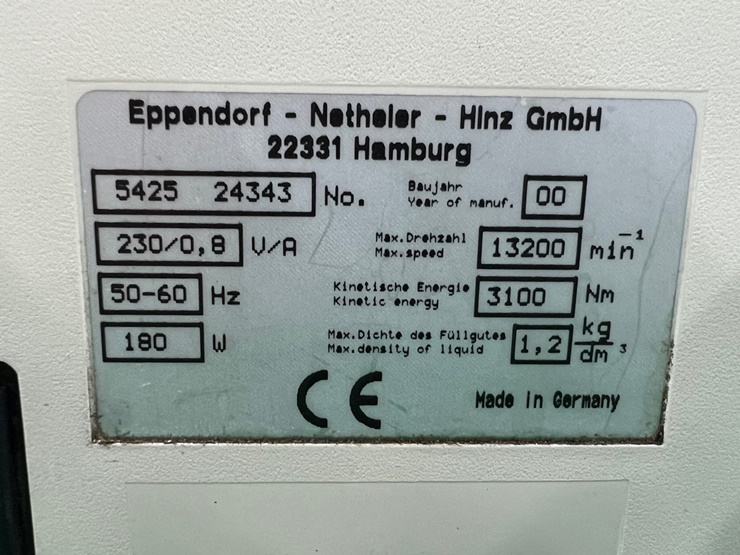 Eppendorf - Netheler - Hinz GmbH
22331 Hamburg
5425 24343 No.
Baujahr
Year of manuf. 00
230/0,8 V/A
Max.Drehzahl
Max.speed 13200 min⁻¹
50-60 Hz
Kinetische Energie
Kinetic energy 3100 Nm
180 W
Max.Dichte des Füllgutes
Max.density of liquid 1,2 kg/dm³
CE
Made in Germany